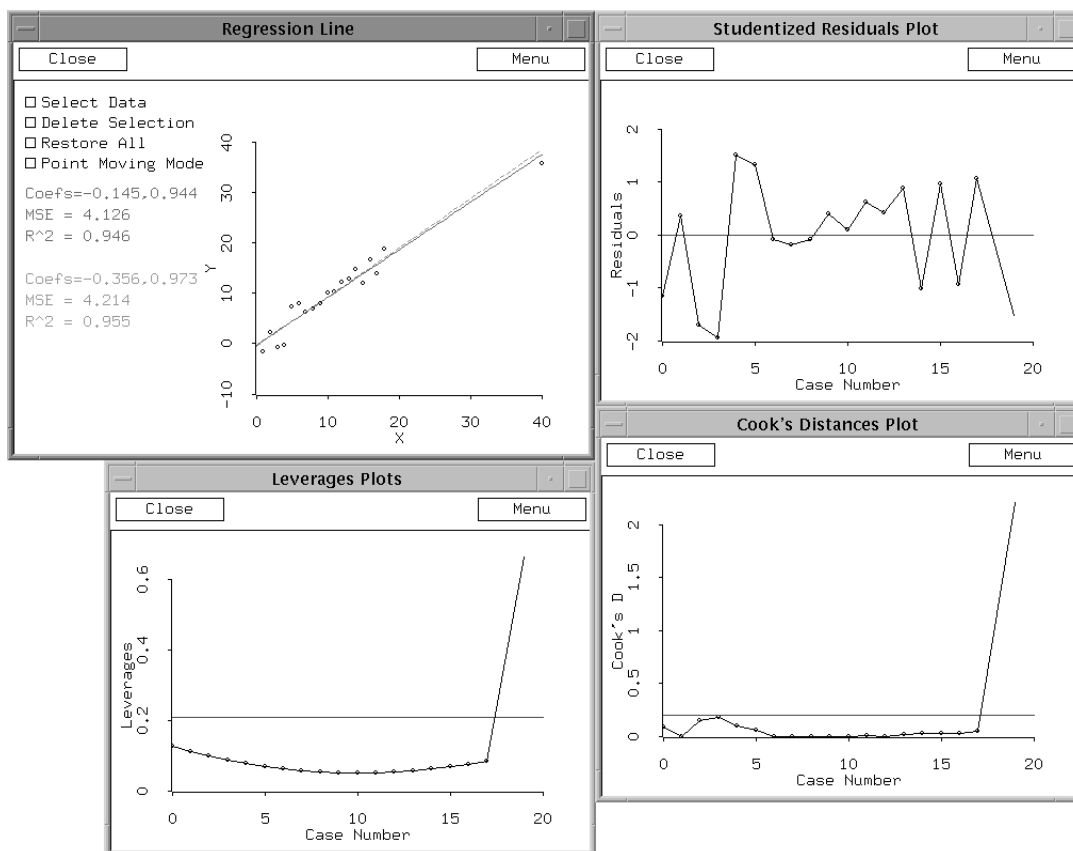 Regression Line
Close Menu
Select Data
Delete Selection
Restore All
Point Moving Mode
Coefs=-0.145,0.944
MSE = 4.126
R^2 = 0.946
Coefs=-0.356,0.973
MSE = 4.214
R^2 = 0.955
Y
40
30
20
10
0
-10
0 10 20 30 40
X
Studentized Residuals Plot
Close Menu
Residuals
2
1
0
-1
-2
0 5 10 15 20
Case Number
Leverages Plots
Close Menu
Leverages
0.6
0.4
0.2
0
0 5 10 15 20
Case Number
Cook's Distances Plot
Close Menu
Cook's D
2
1.5
1
0.5
0
0 5 10 15 20
Case Number